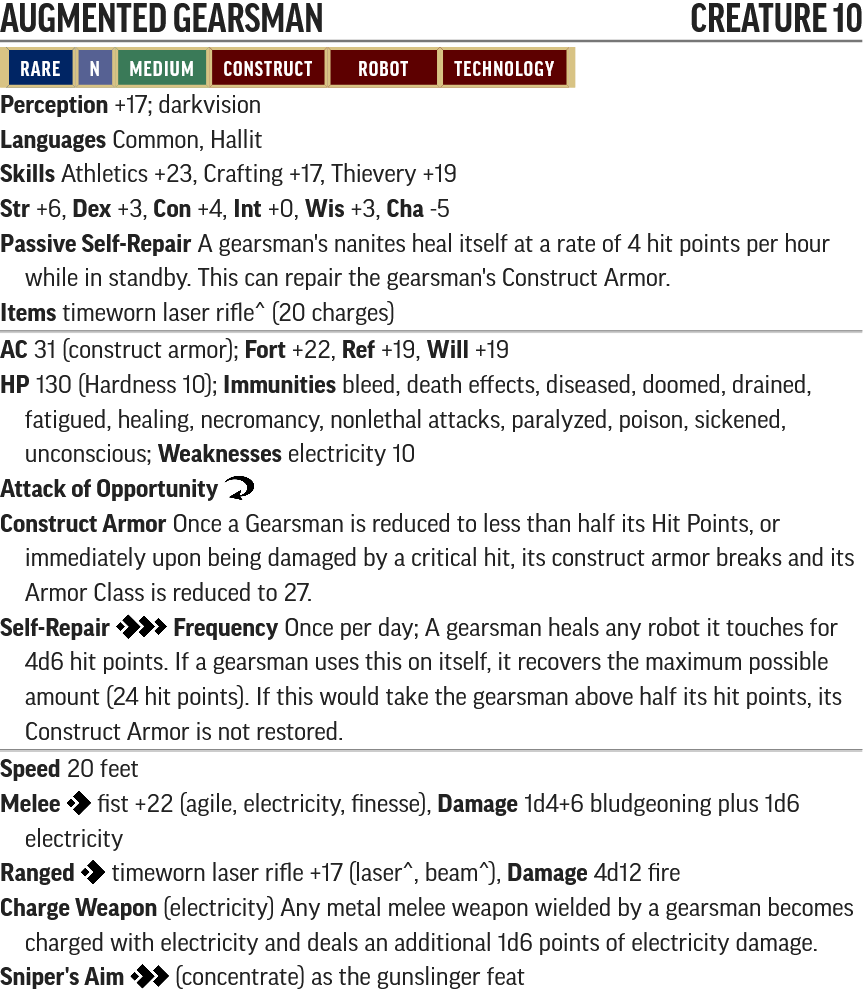 AUGMENTED GEARSMAN CREATURE 10
RARE N MEDIUM CONSTRUCT ROBOT TECHNOLOGY
Perception +17; darkvision
Languages Common, Hallit
Skills Athletics +23, Crafting +17, Thievery +19
Str +6, Dex +3, Con +4, Int +0, Wis +3, Cha -5
Passive Self-Repair A gearsman's nanites heal itself at a rate of 4 hit points per hour
while in standby. This can repair the gearsman's Construct Armor.
Items timeworn laser rifle^ (20 charges)
AC 31 (construct armor); Fort +22, Ref +19, Will +19
HP 130 (Hardness 10); Immunities bleed, death effects, diseased, doomed, drained,
fatigued, healing, necromancy, nonlethal attacks, paralyzed, poison, sickened,
unconscious; Weaknesses electricity 10
Attack of Opportunity
Construct Armor Once a Gearsman is reduced to less than half its Hit Points, or
immediately upon being damaged by a critical hit, its construct armor breaks and its
Armor Class is reduced to 27.
Self-Repair Frequency Once per day; A gearsman heals any robot it touches for
4d6 hit points. If a gearsman uses this on itself, it recovers the maximum possible
amount (24 hit points). If this would take the gearsman above half its hit points, its
Construct Armor is not restored.
Speed 20 feet
Melee fist +22 (agile, electricity, finesse), Damage 1d4+6 bludgeoning plus 1d6
electricity
Ranged timeworn laser rifle +17 (laser^, beam^), Damage 4d12 fire
Charge Weapon (electricity) Any metal melee weapon wielded by a gearsman becomes
charged with electricity and deals an additional 1d6 points of electricity damage.
Sniper's Aim (concentrate) as the gunslinger feat